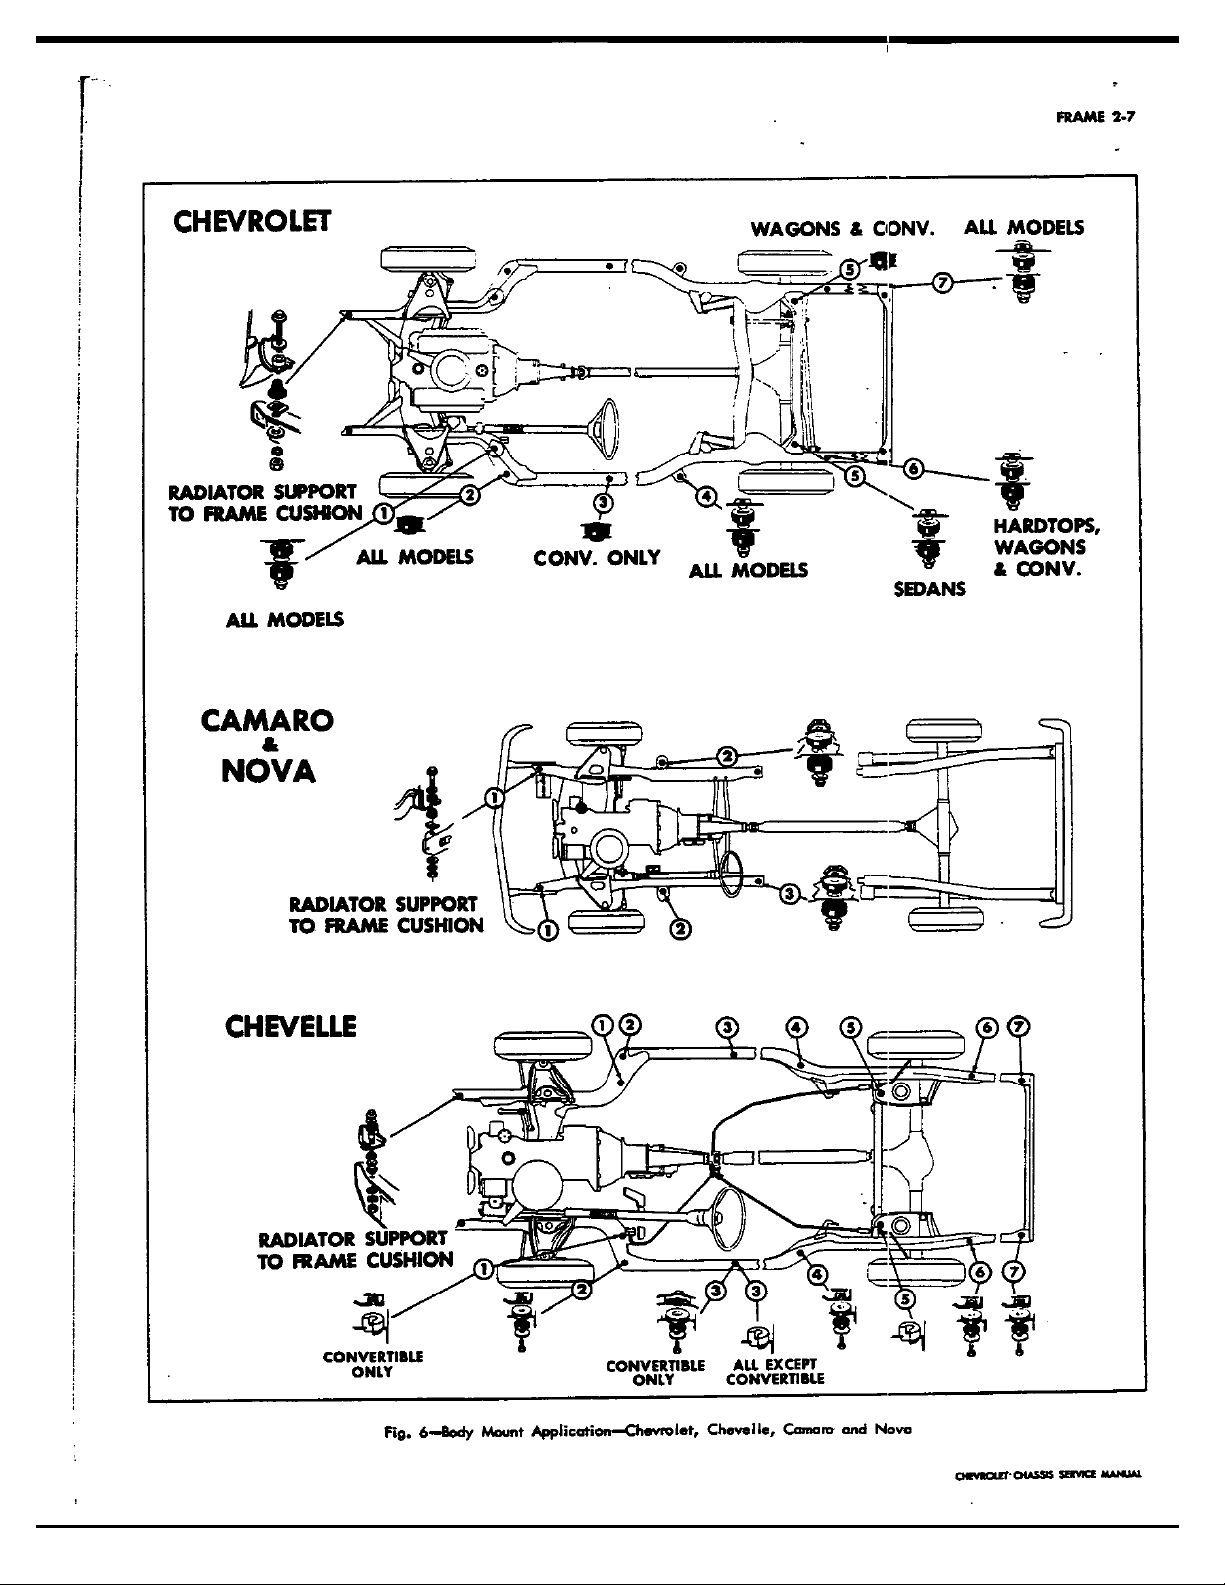 FRAME 2-7
CHEVROLET
WAGONS & CONV.
ALL MODELS
5
7
6
5
RADIATOR SUPPORT
TO FRAME CUSHION
1
2
3
4
ALL MODELS
CONV. ONLY
ALL MODELS
SEDANS
HARDTOPS,
WAGONS
& CONV.
ALL MODELS
CAMARO
&
NOVA
2
1
RADIATOR SUPPORT
TO FRAME CUSHION
1
2
3
CHEVELLE
1
2
3
4
5
6
7
RADIATOR SUPPORT
TO FRAME CUSHION
1
2
3
3
4
5
6
7
CONVERTIBLE
ONLY
CONVERTIBLE
ONLY
ALL EXCEPT
CONVERTIBLE
Fig. 6—Body Mount Application—Chevrolet, Chevelle, Camaro and Nova
CHEVROLET CHASSIS SERVICE MANUAL